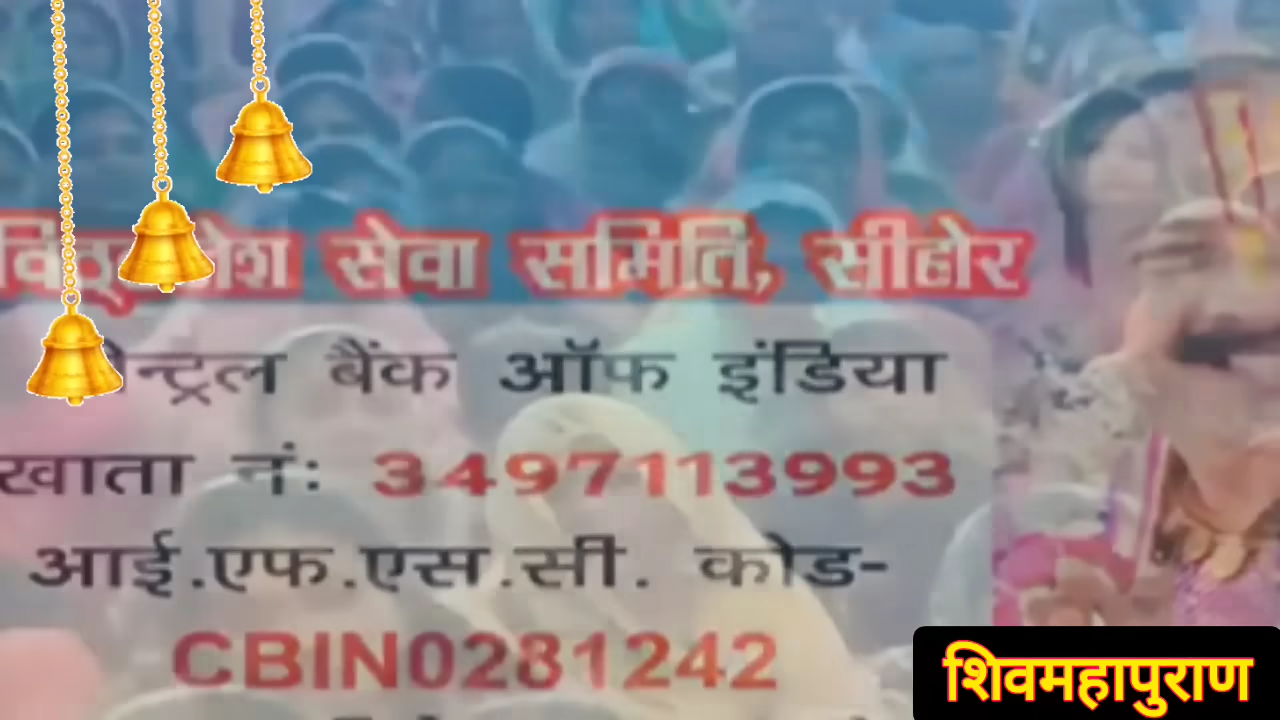 सेवा समिति, सीहोर
बैंक ऑफ इंडिया
खाता नं: 3497113993
आई.एफ.एस.सी. कोड-
CBIN0281242
शिवमहापुराण